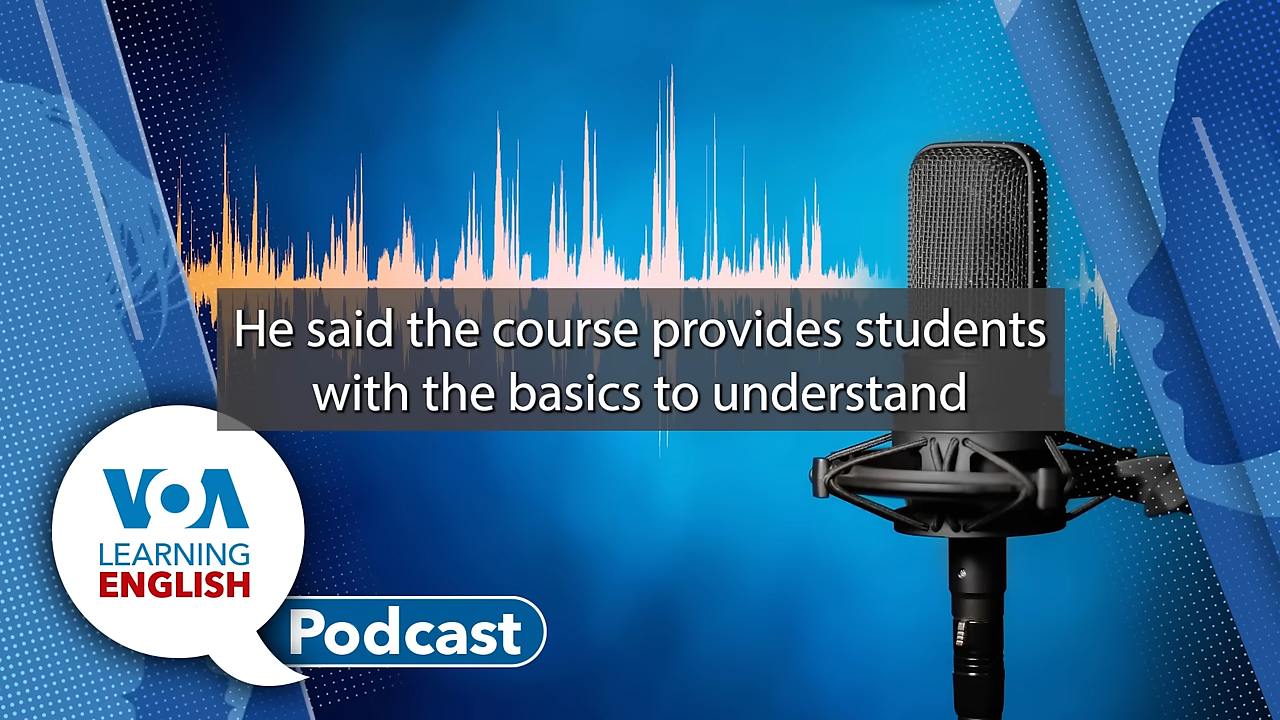 He said the course provides students
with the basics to understand
VOA
LEARNING
ENGLISH
Podcast